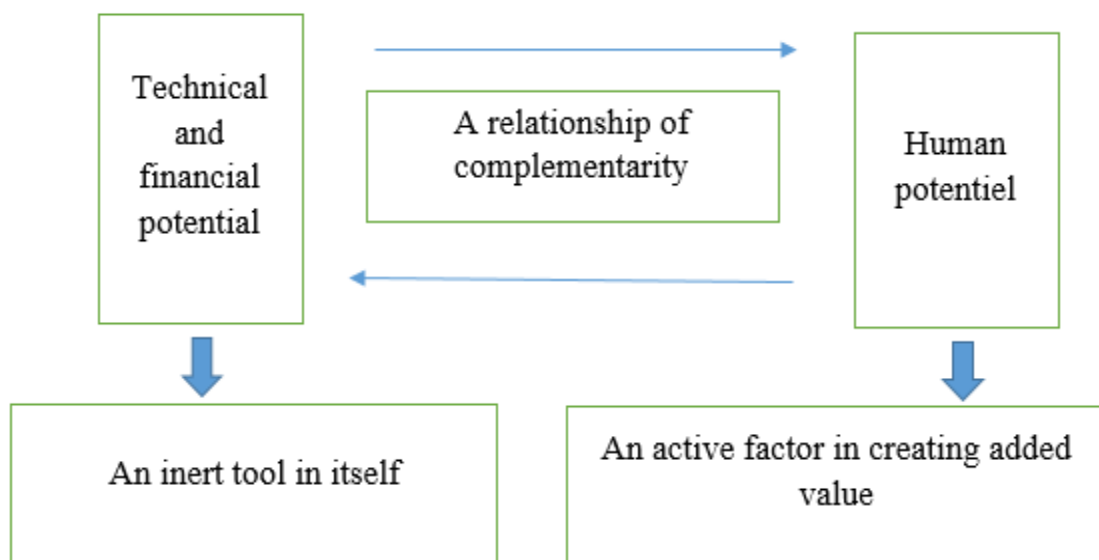 Technical
and
financial
potential
A relationship of
complementarity
Human
potentiel
An inert tool in itself
An active factor in creating added
value